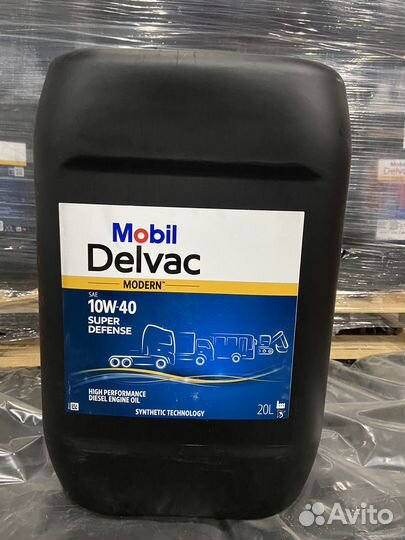 Mobil
Delvac
MODERN™
SAE
10W-40
SUPER
DEFENSE
HIGH PERFORMANCE
DIESEL ENGINE OIL
SYNTHETIC TECHNOLOGY
20L
Avito